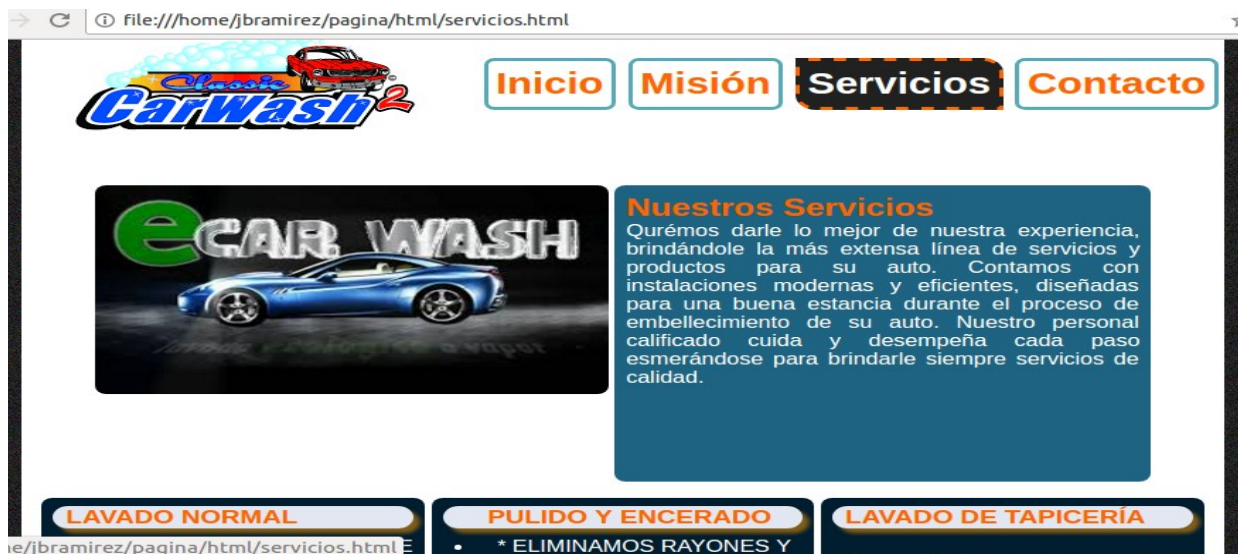 file:///home/jbramirez/pagina/html/servicios.html
Classic
CarWash 2
Inicio
Misión
Servicios
Contacto
eCAR WASH
lavado ecologico a vapor
Nuestros Servicios
Qurémos darle lo mejor de nuestra experiencia,
brindándole la más extensa línea de servicios y
productos para su auto. Contamos con
instalaciones modernas y eficientes, diseñadas
para una buena estancia durante el proceso de
embellecimiento de su auto. Nuestro personal
calificado cuida y desempeña cada paso
esmerándose para brindarle siempre servicios de
calidad.
LAVADO NORMAL
PULIDO Y ENCERADO
* ELIMINAMOS RAYONES Y
LAVADO DE TAPICERÍA
e/jbramirez/pagina/html/servicios.html